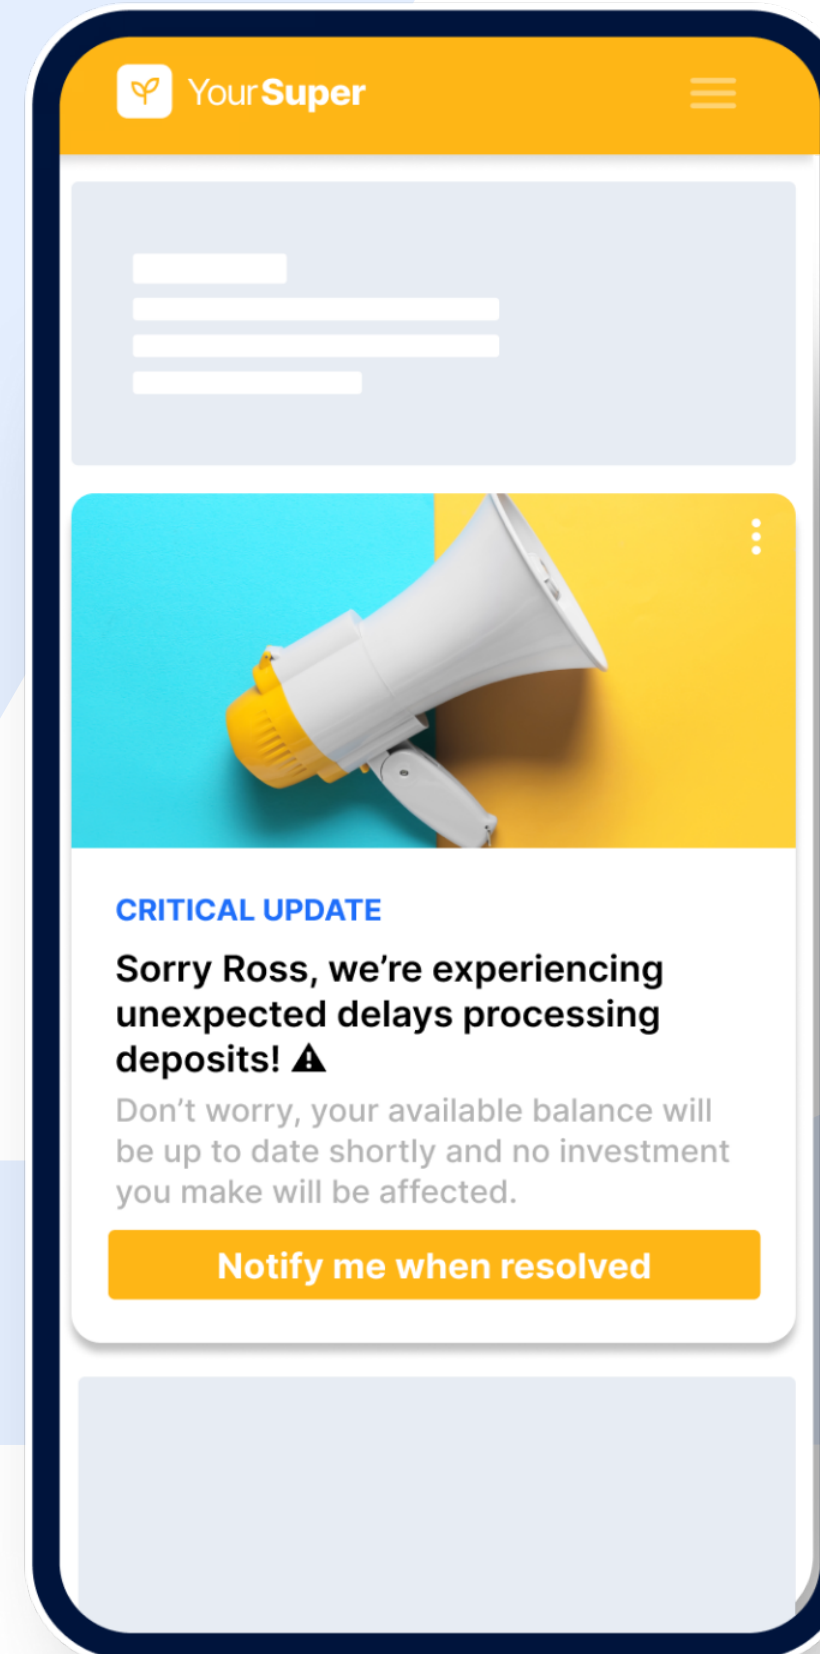 YourSuper
CRITICAL UPDATE
Sorry Ross, we’re experiencing
unexpected delays processing
deposits! ⚠
Don’t worry, your available balance will
be up to date shortly and no investment
you make will be affected.
Notify me when resolved